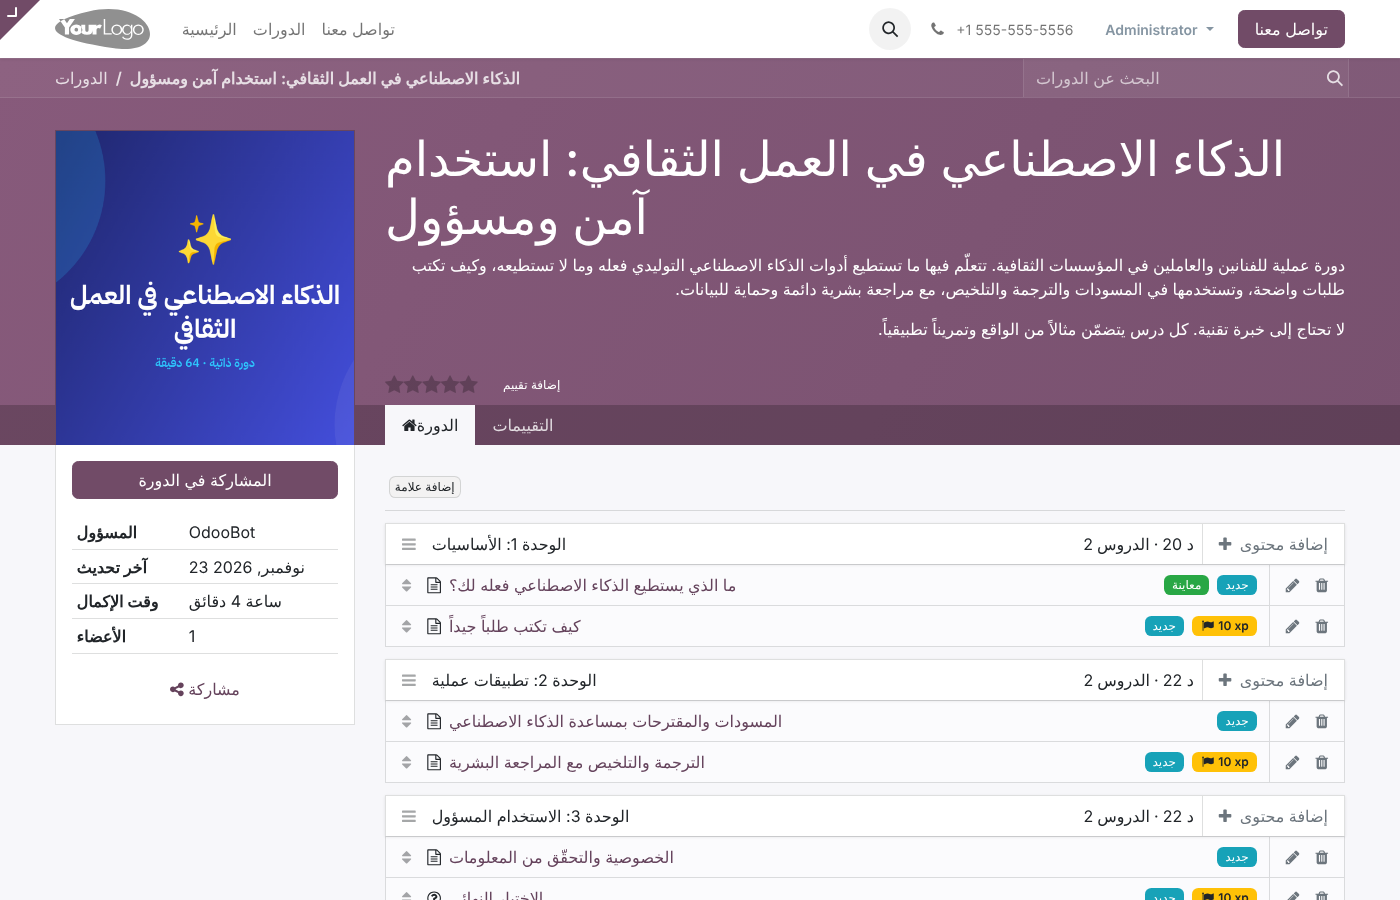 YourLogo
الرئيسية
الدورات
تواصل معنا
+1 555-555-5556
Administrator
تواصل معنا
الدورات / الذكاء الاصطناعي في العمل الثقافي: استخدام آمن ومسؤول
البحث عن الدورات
✨
الذكاء الاصطناعي في العمل
الثقافي
دورة ذاتية · 64 دقيقة
الذكاء الاصطناعي في العمل الثقافي: استخدام
آمن ومسؤول
دورة عملية للفنانين والعاملين في المؤسسات الثقافية. تتعلّم فيها ما تستطيع أدوات الذكاء الاصطناعي التوليدي فعله وما لا تستطيعه، وكيف تكتب
طلبات واضحة، وتستخدمها في المسودات والترجمة والتلخيص، مع مراجعة بشرية دائمة وحماية للبيانات.
لا تحتاج إلى خبرة تقنية. كل درس يتضمّن مثالاً من الواقع وتمريناً تطبيقياً.
إضافة تقييم
الدورة
التقييمات
المشاركة في الدورة
المسؤول OdooBot
آخر تحديث 23 نوفمبر, 2026
وقت الإكمال ساعة 4 دقائق
الأعضاء 1
مشاركة
إضافة علامة
الوحدة 1: الأساسيات
2 الدروس · 20 د
إضافة محتوى
ما الذي يستطيع الذكاء الاصطناعي فعله لك؟
معاينة جديد
كيف تكتب طلباً جيداً
جديد 10 xp
الوحدة 2: تطبيقات عملية
2 الدروس · 22 د
إضافة محتوى
المسودات والمقترحات بمساعدة الذكاء الاصطناعي
جديد
الترجمة والتلخيص مع المراجعة البشرية
جديد 10 xp
الوحدة 3: الاستخدام المسؤول
2 الدروس · 22 د
إضافة محتوى
الخصوصية والتحقّق من المعلومات
جديد
الاختبار النهائي
جديد 10 xp